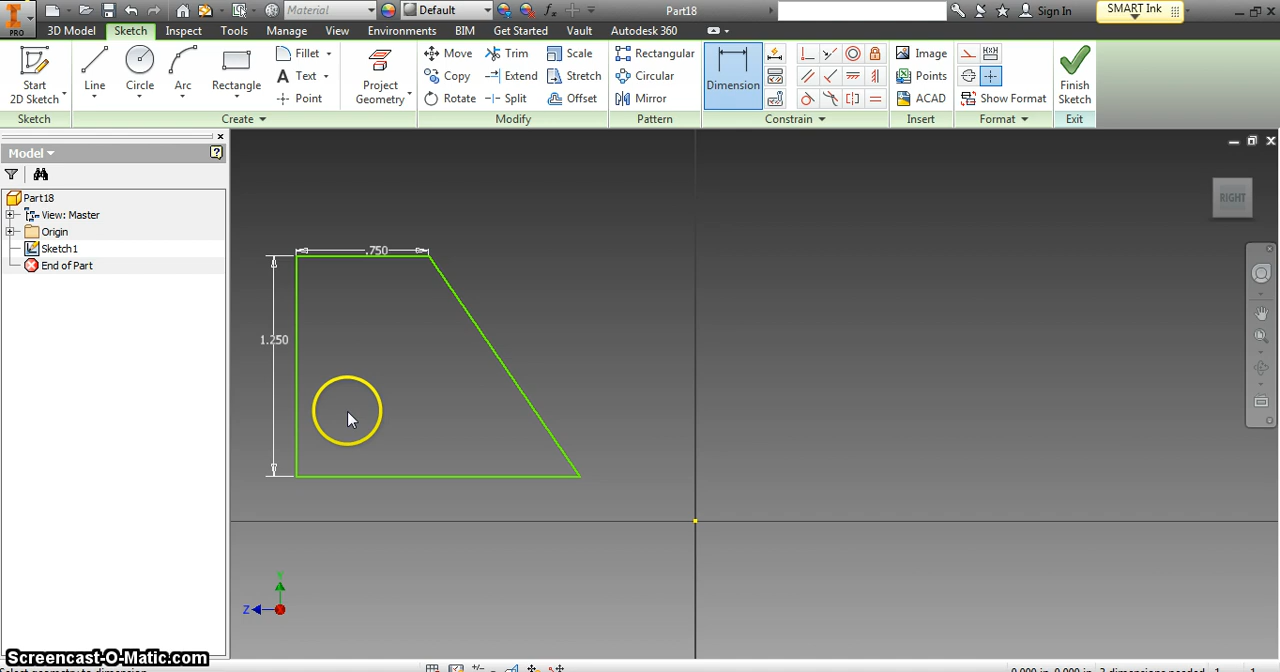 Material Default Part18 Sign In SMART Ink
PRO 3D Model Sketch Inspect Tools Manage View Environments BIM Get Started Vault Autodesk 360
Start 2D Sketch Line Circle Arc Rectangle Fillet Text Point Project Geometry
Move Trim Scale
Copy Extend Stretch
Rotate Split Offset
Rectangular
Circular
Mirror
Dimension
Image
Points
ACAD
Show Format
Finish Sketch
Sketch Create Modify Pattern Constrain Insert Format Exit
Model
Part18
View: Master
Origin
Sketch1
End of Part
RIGHT
.750
1.250
Y
Z
Screencast-O-Matic.com